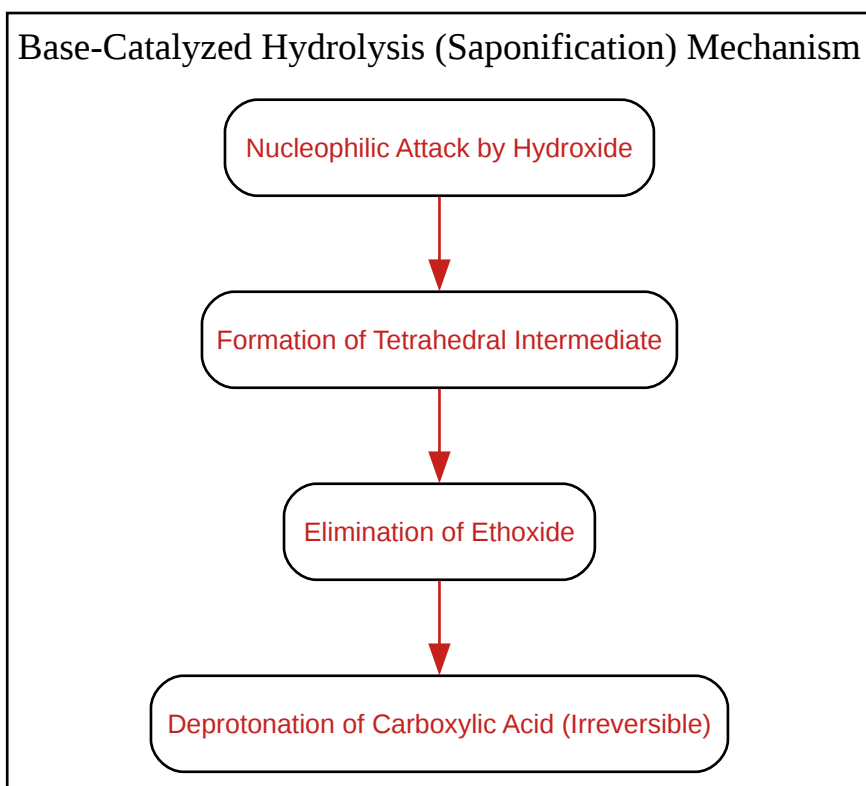 Base-Catalyzed Hydrolysis (Saponification) Mechanism
Nucleophilic Attack by Hydroxide
Formation of Tetrahedral Intermediate
Elimination of Ethoxide
Deprotonation of Carboxylic Acid (Irreversible)